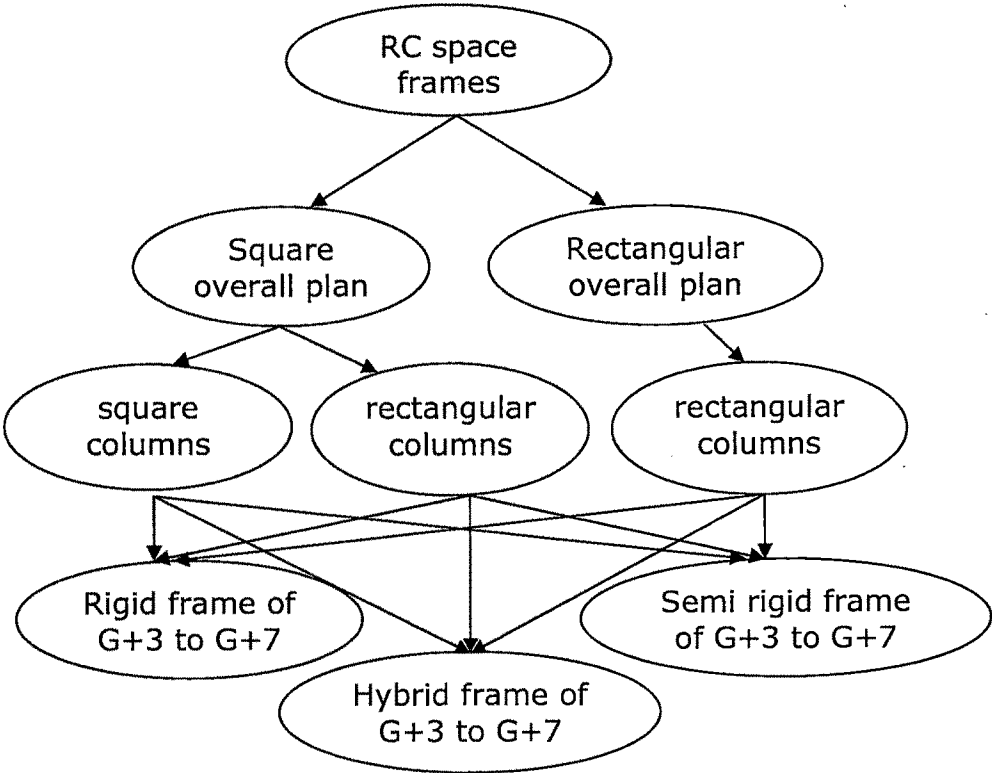 RC space
frames
Square
overall plan
Rectangular
overall plan
square
columns
rectangular
columns
rectangular
columns
Rigid frame of
G+3 to G+7
Semi rigid frame
of G+3 to G+7
Hybrid frame of
G+3 to G+7